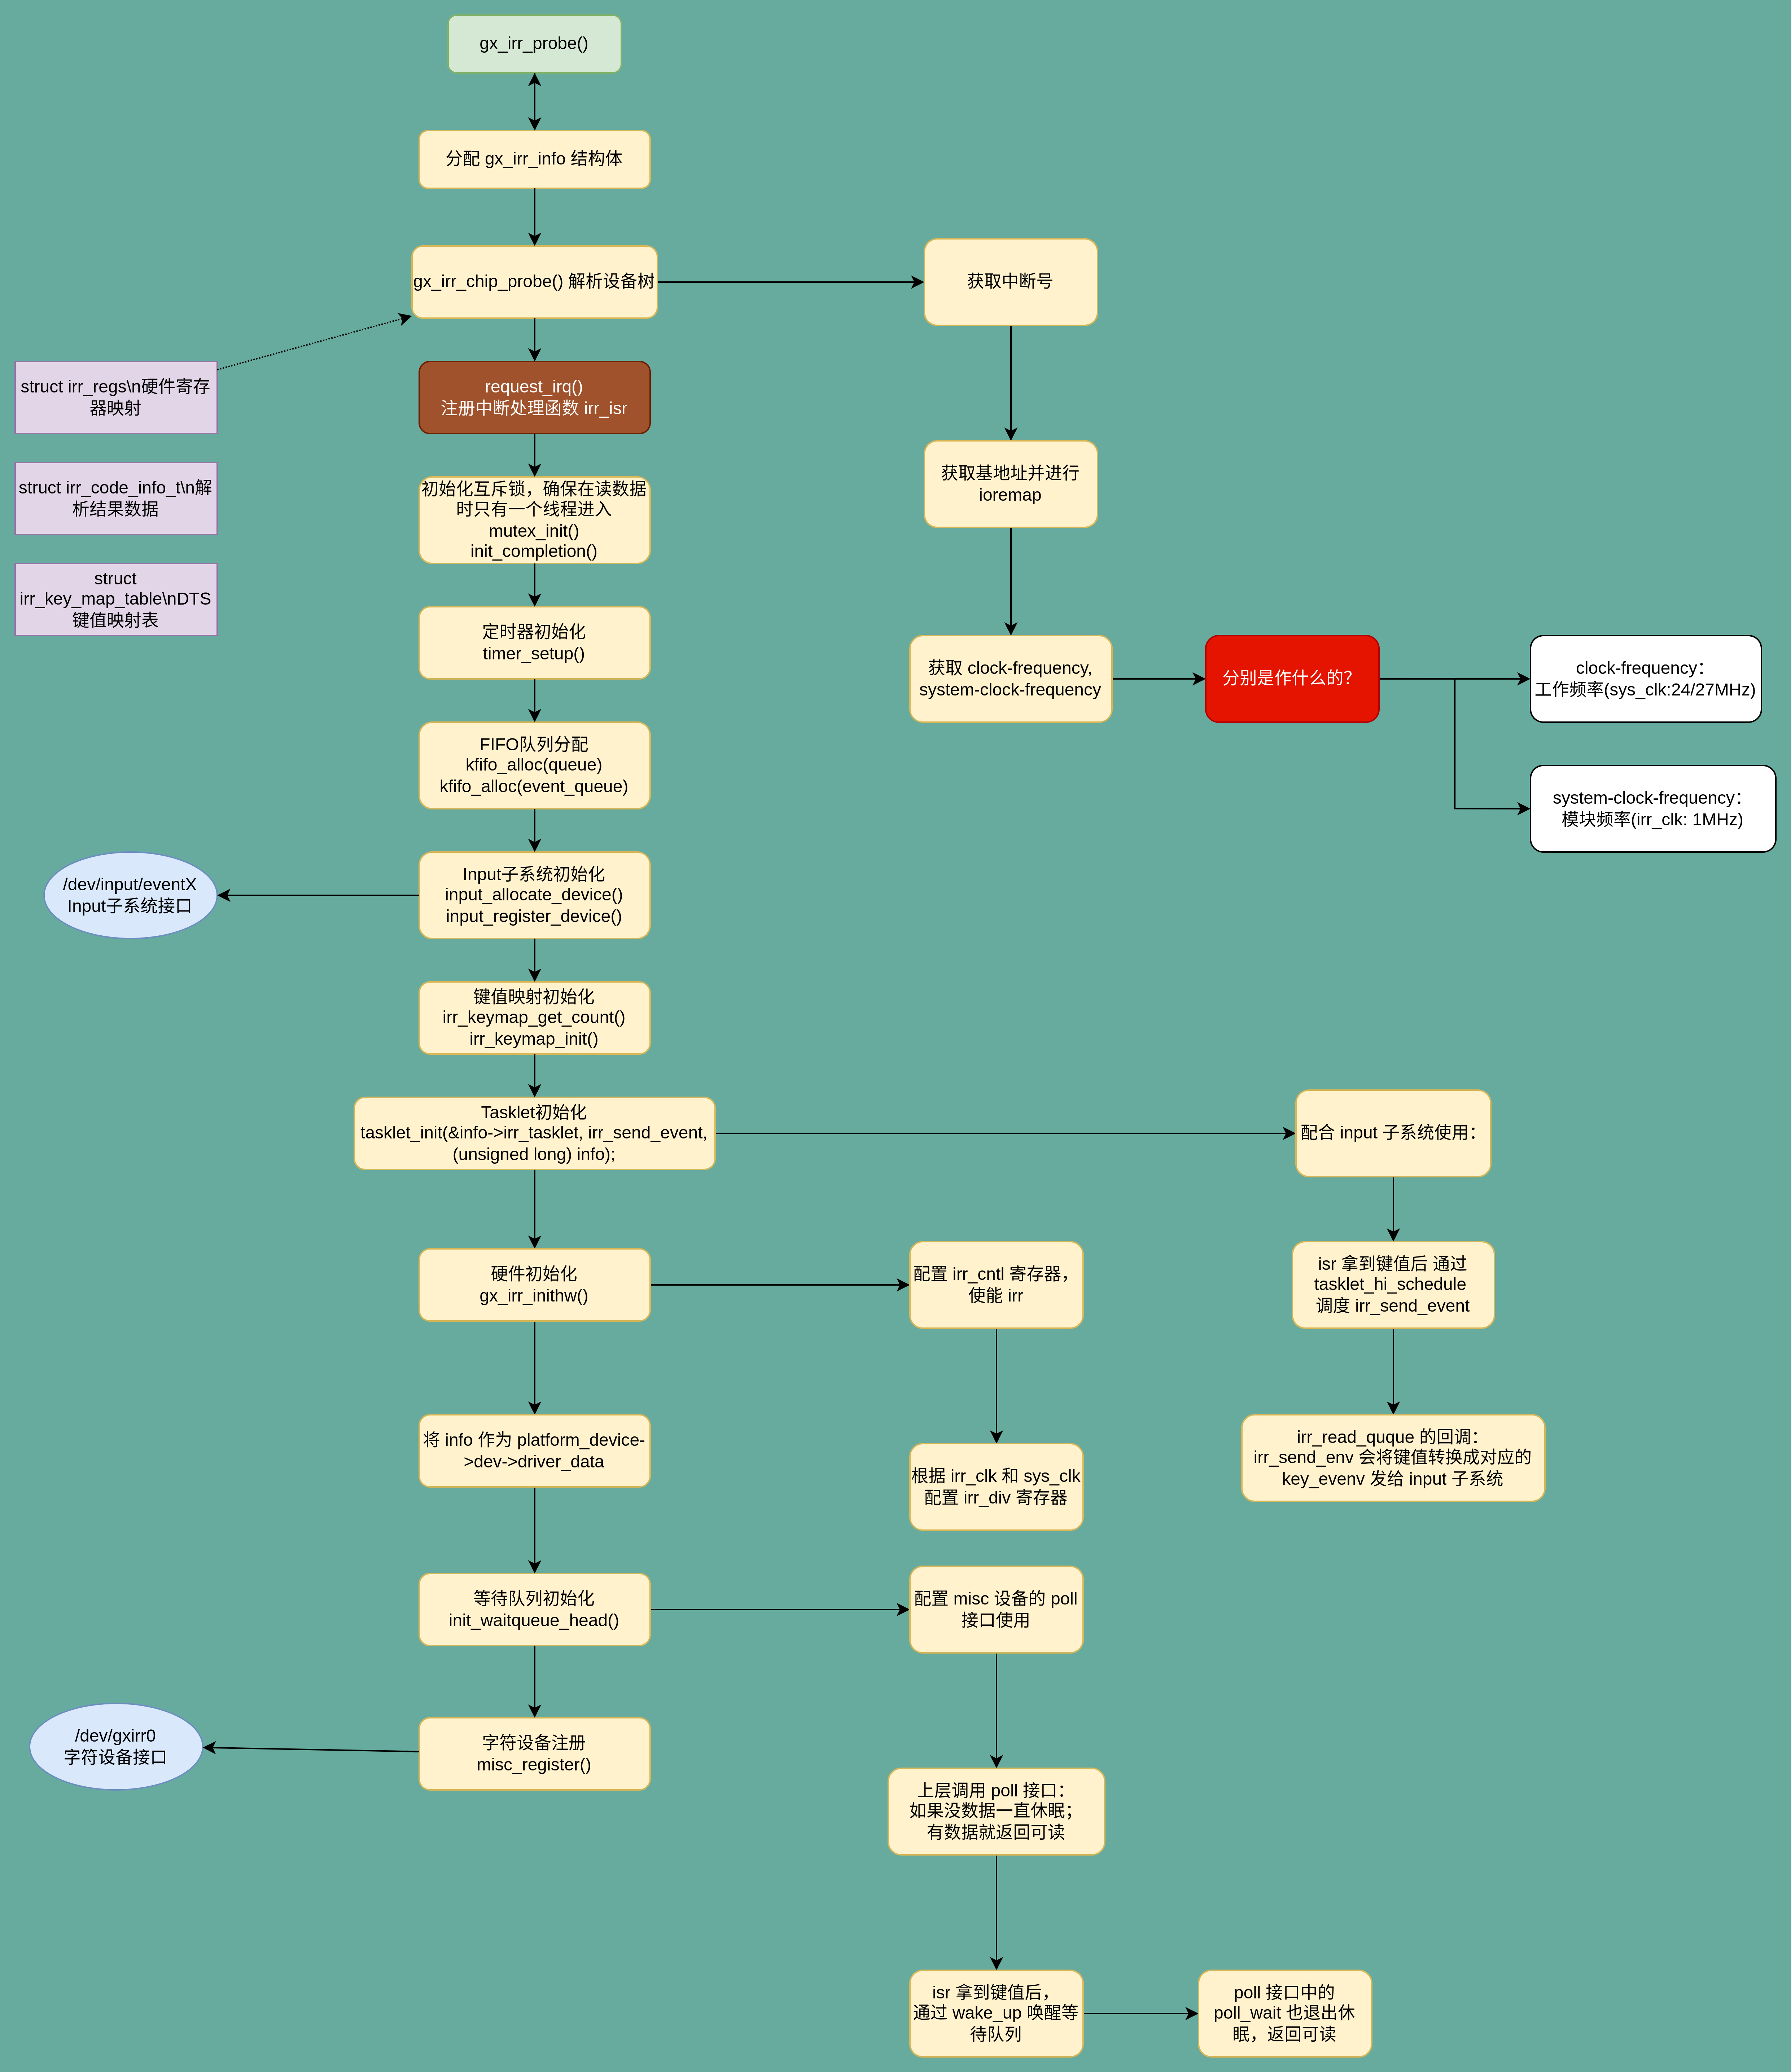 gx_irr_probe()
分配 gx_irr_info 结构体
gx_irr_chip_probe() 解析设备树
获取中断号
struct irr_regs\n硬件寄存
器映射
request_irq()
注册中断处理函数 irr_isr
获取基地址并进行
ioremap
struct irr_code_info_t\n解
析结果数据
初始化互斥锁，确保在读数据
时只有一个线程进入
mutex_init()
init_completion()
struct
irr_key_map_table\nDTS
键值映射表
定时器初始化
timer_setup()
获取 clock-frequency,
system-clock-frequency
分别是作什么的？
clock-frequency：
工作频率(sys_clk:24/27MHz)
FIFO队列分配
kfifo_alloc(queue)
kfifo_alloc(event_queue)
system-clock-frequency：
模块频率(irr_clk: 1MHz)
/dev/input/eventX
Input子系统接口
Input子系统初始化
input_allocate_device()
input_register_device()
键值映射初始化
irr_keymap_get_count()
irr_keymap_init()
Tasklet初始化
tasklet_init(&info->irr_tasklet, irr_send_event,
(unsigned long) info);
配合 input 子系统使用：
硬件初始化
gx_irr_inithw()
配置 irr_cntl 寄存器，
使能 irr
isr 拿到键值后 通过
tasklet_hi_schedule
调度 irr_send_event
将 info 作为 platform_device-
>dev->driver_data
根据 irr_clk 和 sys_clk
配置 irr_div 寄存器
irr_read_quque 的回调：
irr_send_env 会将键值转换成对应的
key_evenv 发给 input 子系统
等待队列初始化
init_waitqueue_head()
配置 misc 设备的 poll
接口使用
/dev/gxirr0
字符设备接口
字符设备注册
misc_register()
上层调用 poll 接口：
如果没数据一直休眠；
有数据就返回可读
isr 拿到键值后，
通过 wake_up 唤醒等
待队列
poll 接口中的
poll_wait 也退出休
眠，返回可读